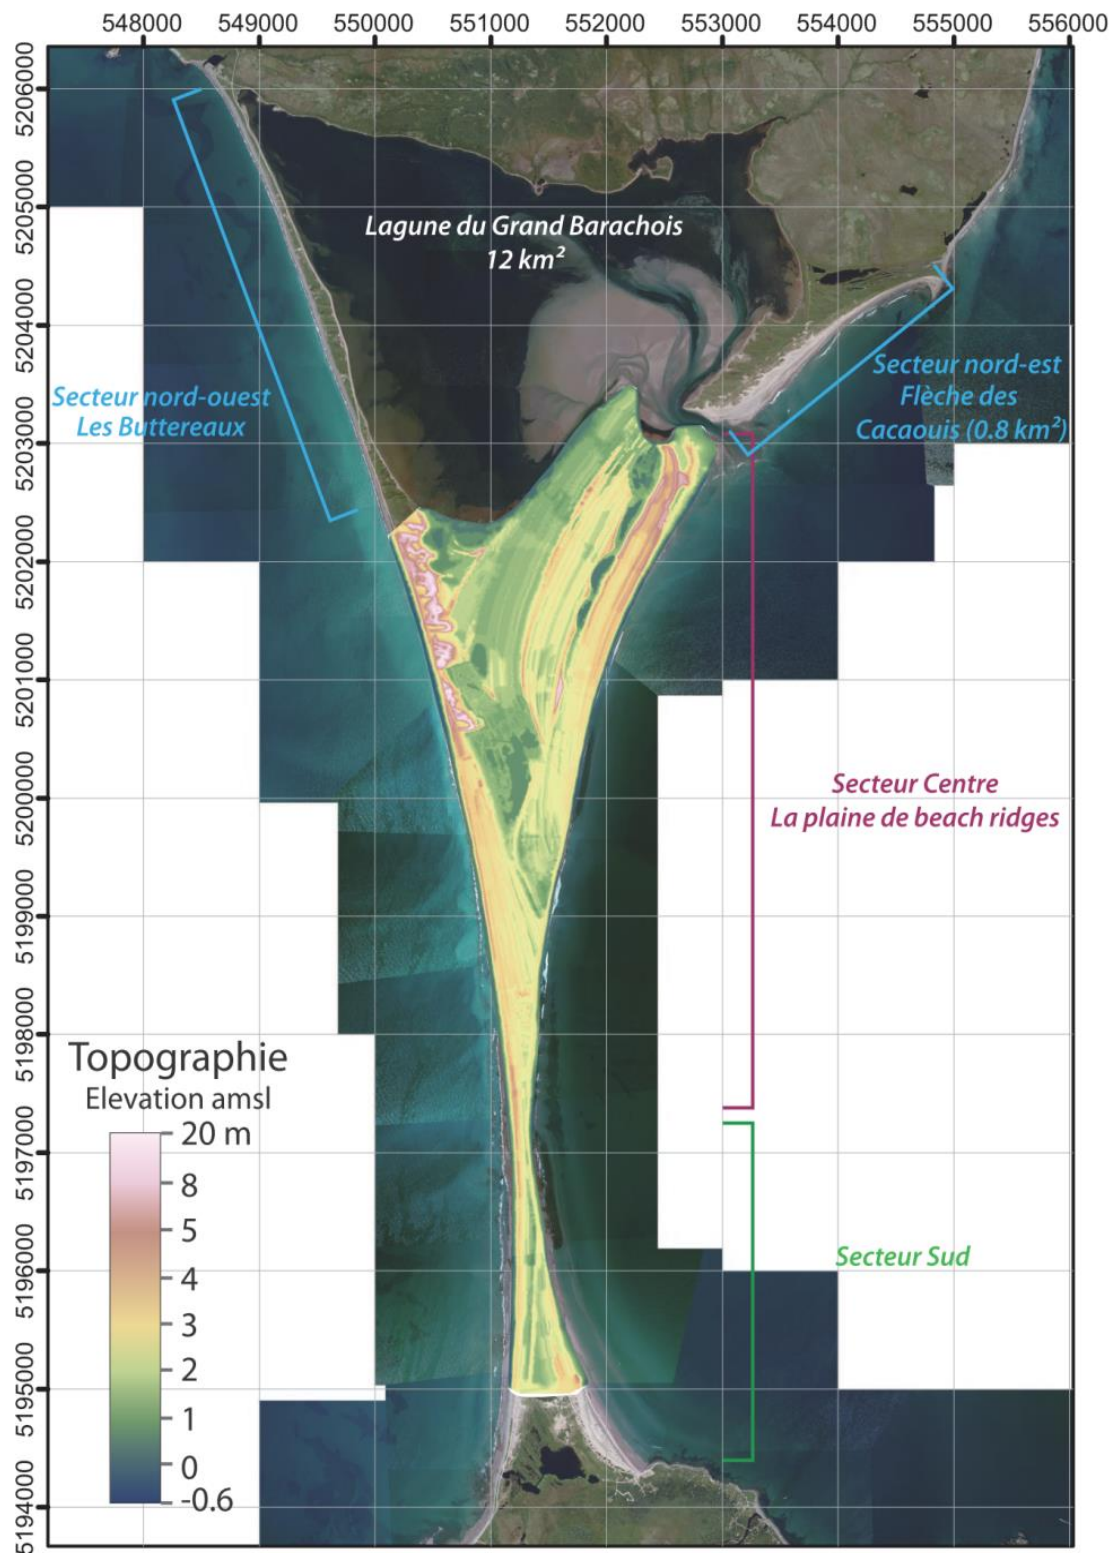 548000 549000 550000 551000 552000 553000 554000 555000 556000
5206000
5205000
5204000
5203000
5202000
5201000
5200000
5199000
5198000
5197000
5196000
5195000
5194000
Lagune du Grand Barachois
12 km²
Secteur nord-ouest
Les Buttereaux
Secteur nord-est
Flèche des
Cacaouis (0.8 km²)
Secteur Centre
La plaine de beach ridges
Secteur Sud
Topographie
Elevation amsl
20 m
8
5
4
3
2
1
0
-0.6